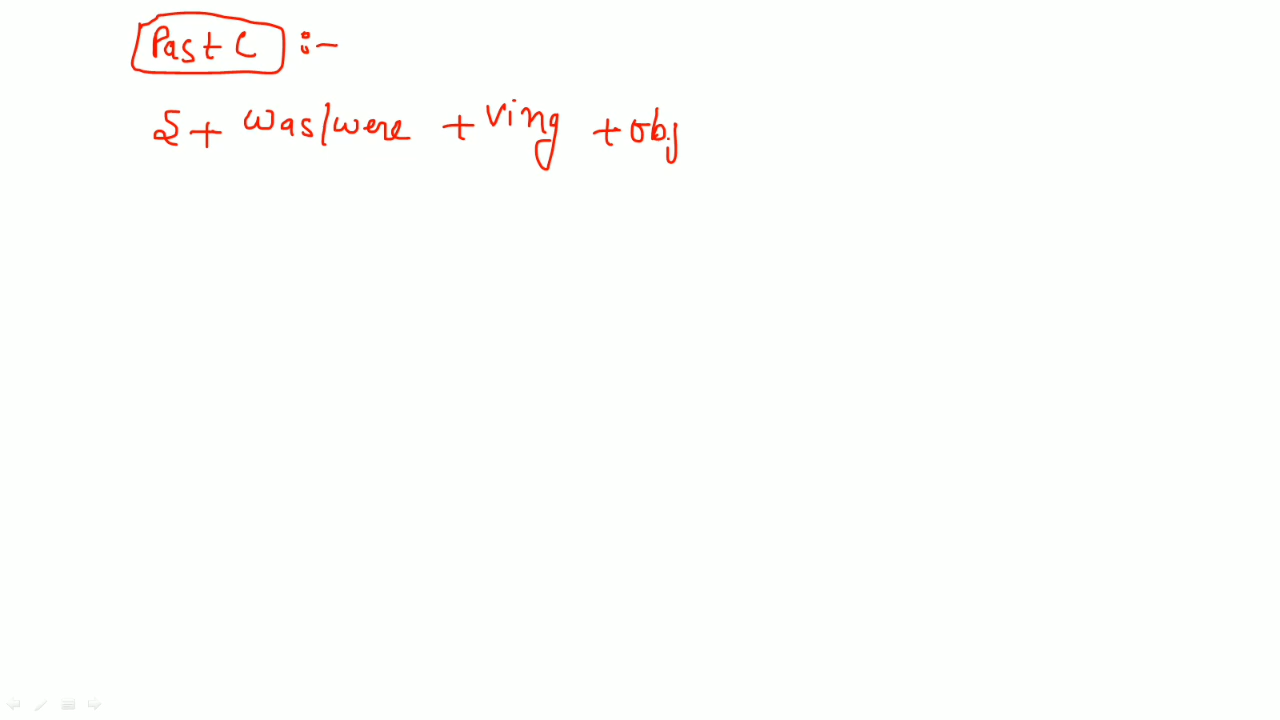 Past C :-
S + was/were + ving + obj